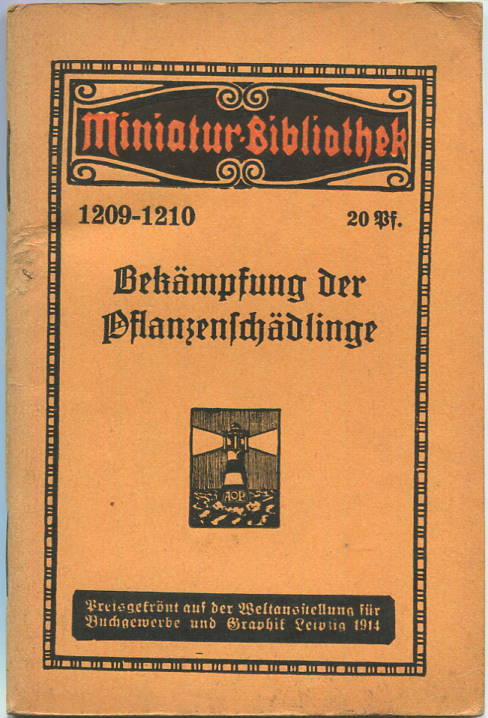 Miniatur-Bibliothek
1209-1210 20 Pf.
Bekämpfung der
Pflanzenschädlinge
AOP
Preisgekrönt auf der Weltausstellung für
Buchgewerbe und Graphik Leipzig 1914